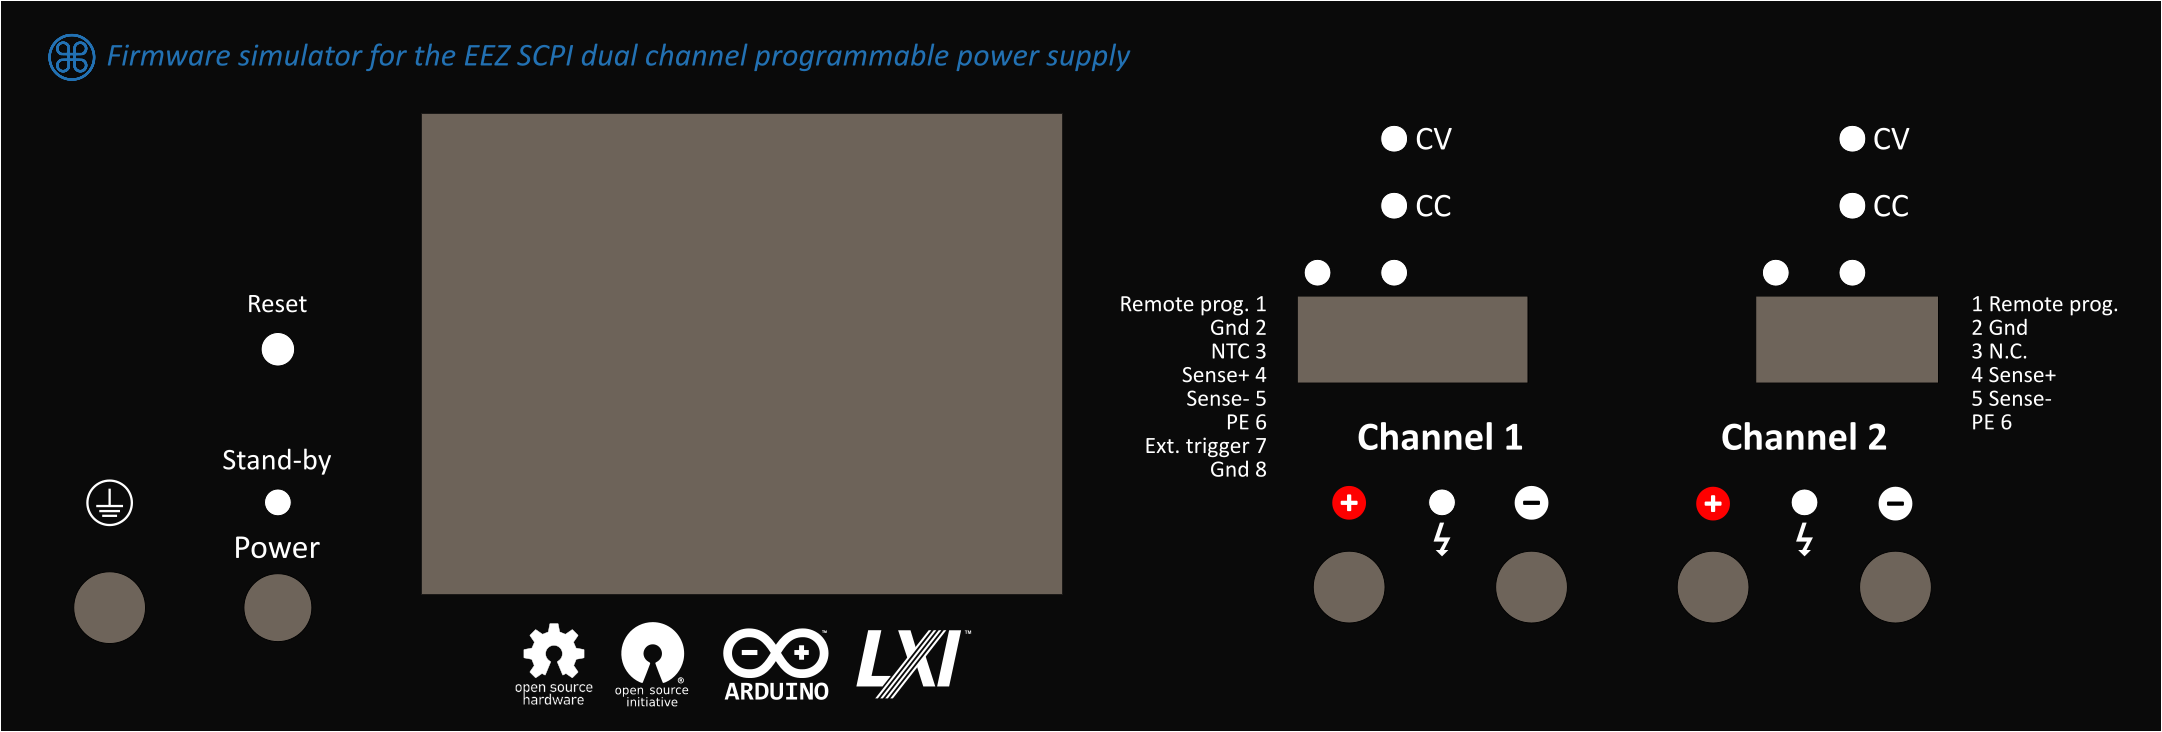 Firmware simulator for the EEZ SCPI dual channel programmable power supply
Reset
Stand-by
Power
open source
hardware
open source
initiative
®
ARDUINO
™
LXI
™
CV
CC
Remote prog. 1
Gnd 2
NTC 3
Sense+ 4
Sense- 5
PE 6
Ext. trigger 7
Gnd 8
Channel 1
+
−
CV
CC
1 Remote prog.
2 Gnd
3 N.C.
4 Sense+
5 Sense-
PE 6
Channel 2
+
−